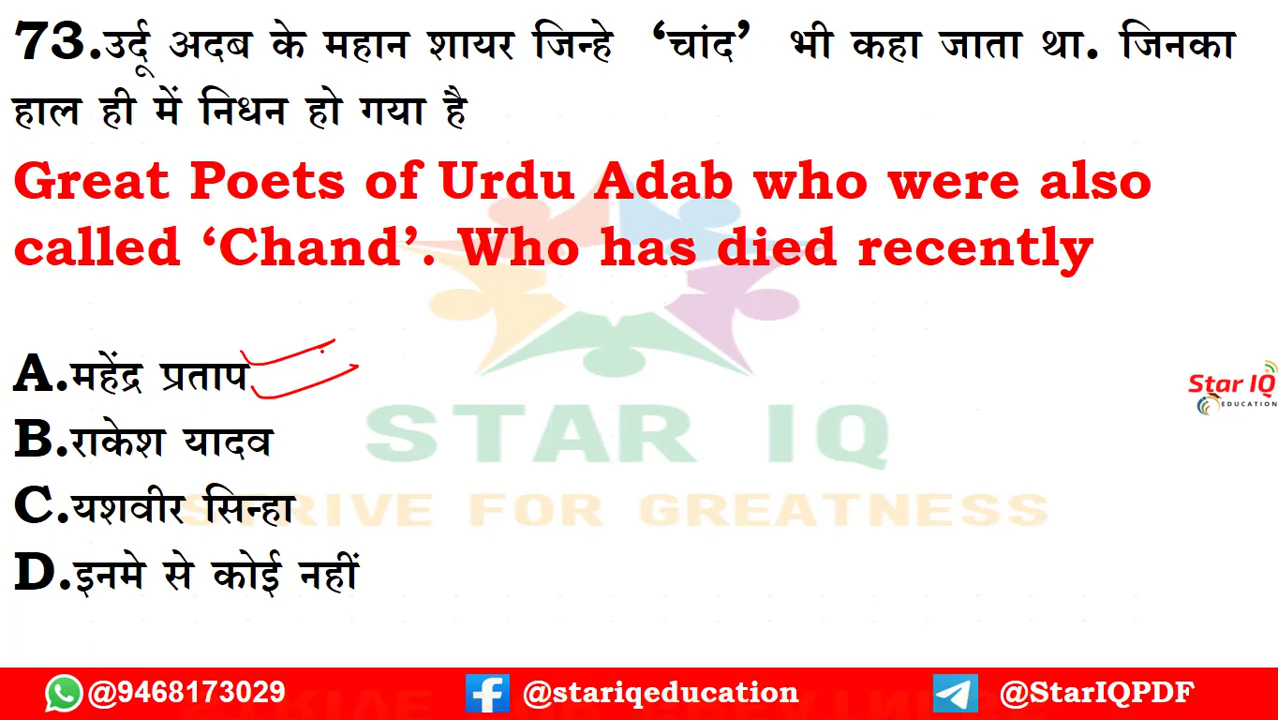 73.उर्दू अदब के महान शायर जिन्हे ‘चांद’ भी कहा जाता था. जिनका
हाल ही में निधन हो गया है
Great Poets of Urdu Adab who were also
called ‘Chand’. Who has died recently
A.महेंद्र प्रताप
B.राकेश यादव
C.यशवीर सिन्हा
D.इनमे से कोई नहीं
STAR IQ
STRIVE FOR GREATNESS
Star IQ
EDUCATION
@9468173029 @stariqeducation @StarIQPDF